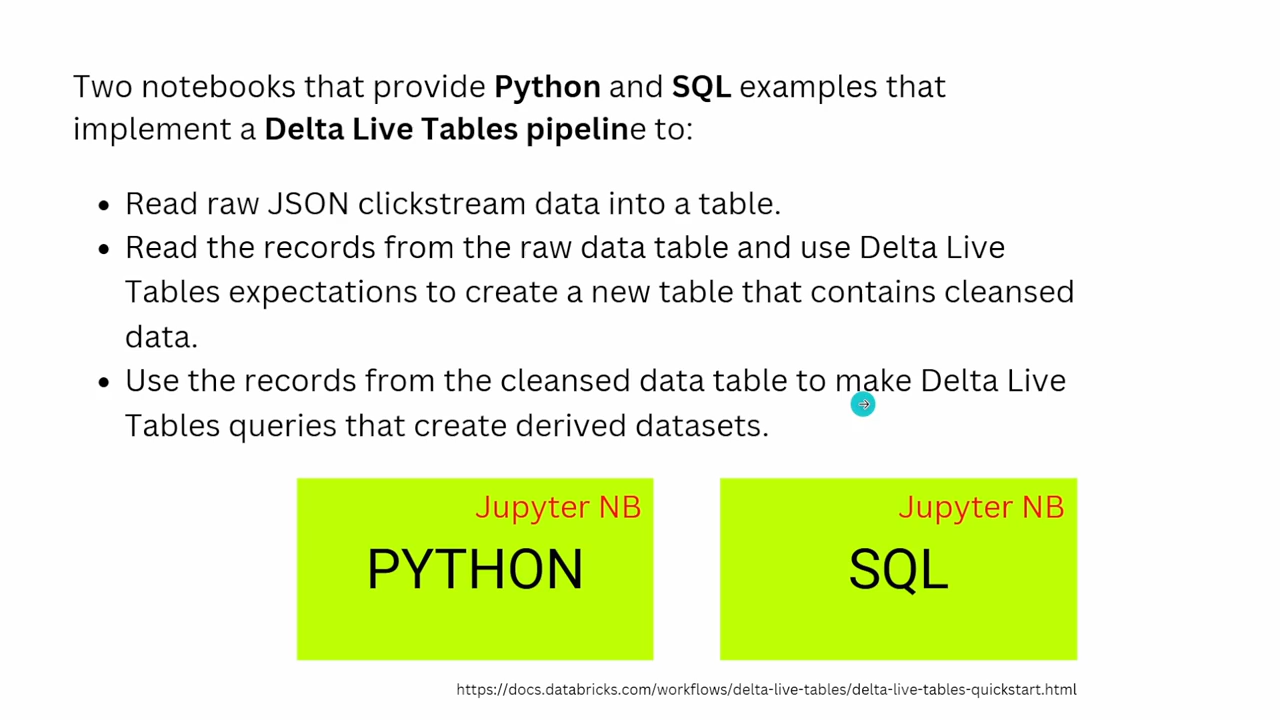 Two notebooks that provide Python and SQL examples that
implement a Delta Live Tables pipeline to:
• Read raw JSON clickstream data into a table.
• Read the records from the raw data table and use Delta Live
Tables expectations to create a new table that contains cleansed
data.
• Use the records from the cleansed data table to make Delta Live
Tables queries that create derived datasets.
Jupyter NB
PYTHON
Jupyter NB
SQL
https://docs.databricks.com/workflows/delta-live-tables/delta-live-tables-quickstart.html